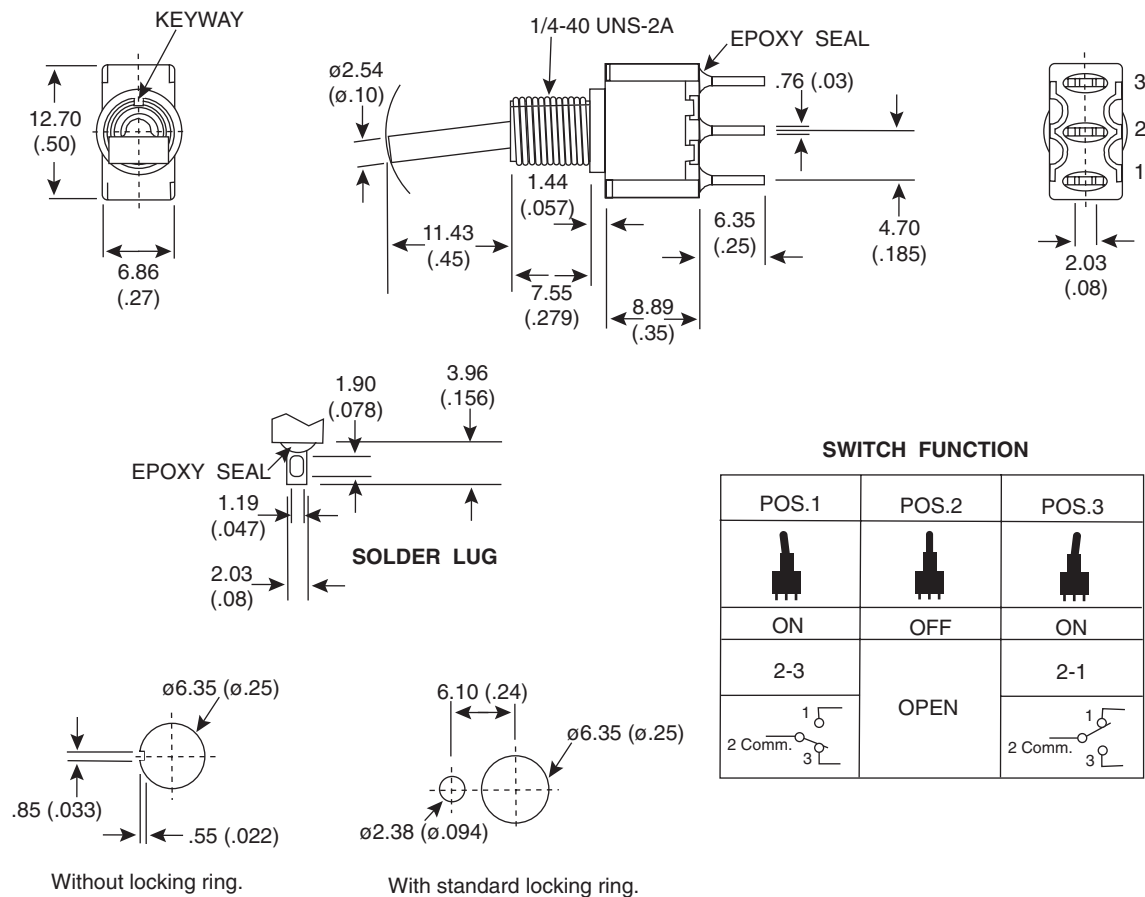 KEYWAY
1/4-40 UNS-2A
EPOXY SEAL
ø2.54
(ø.10)
.76 (.03)
12.70
(.50)
3
2
1
1.44
(.057)
11.43
(.45)
6.35
(.25)
4.70
(.185)
6.86
(.27)
2.03
(.08)
7.55
(.279)
8.89
(.35)
1.90
(.078)
3.96
(.156)
EPOXY SEAL
1.19
(.047)
SOLDER LUG
2.03
(.08)
SWITCH FUNCTION
POS.1 POS.2 POS.3
ON OFF ON
2-3 OPEN 2-1
1
2 Comm.
3
1
2 Comm.
3
ø6.35 (ø.25)
.85 (.033)
.55 (.022)
Without locking ring.
6.10 (.24)
ø6.35 (ø.25)
ø2.38 (ø.094)
With standard locking ring.